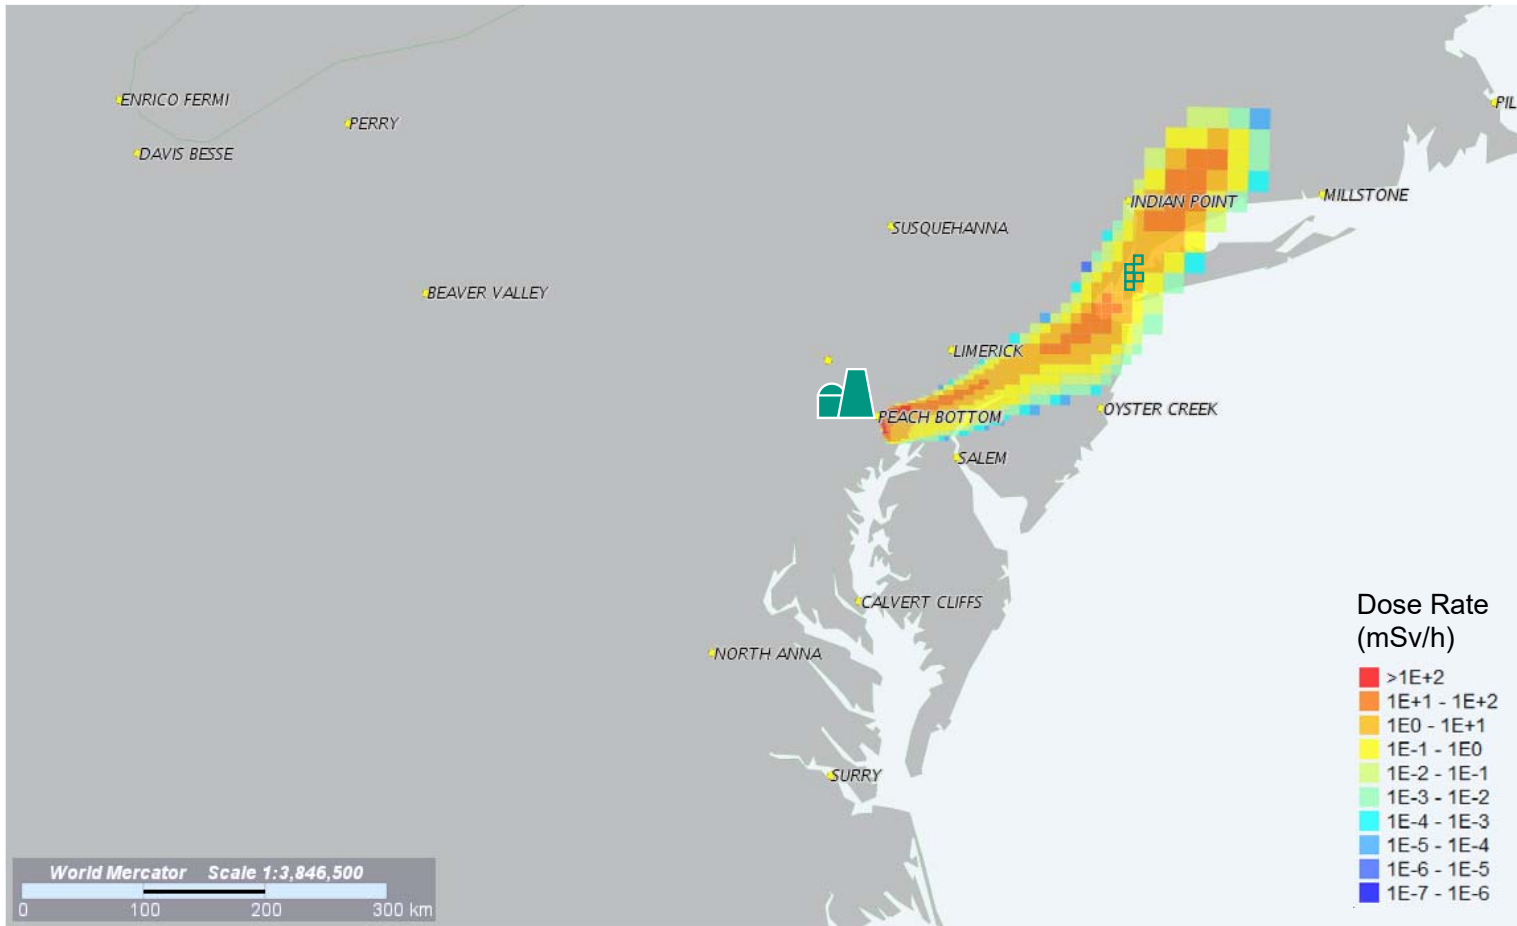 ENRICO FERMI
PERRY
PIL
DAVIS BESSE
INDIAN POINT
MILLSTONE
SUSQUEHANNA
BEAVER VALLEY
LIMERICK
PEACH BOTTOM
OYSTER CREEK
SALEM
CALVERT CLIFFS
NORTH ANNA
SURRY
Dose Rate
(mSv/h)
>1E+2
1E+1 - 1E+2
1E0 - 1E+1
1E-1 - 1E0
1E-2 - 1E-1
1E-3 - 1E-2
1E-4 - 1E-3
1E-5 - 1E-4
1E-6 - 1E-5
1E-7 - 1E-6
World Mercator Scale 1:3,846,500
0 100 200 300 km